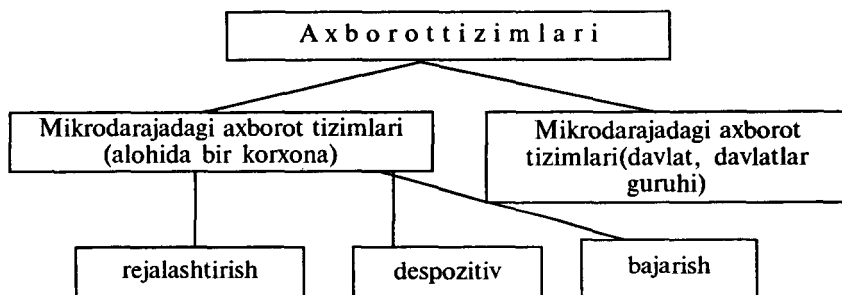 Axborottizimlari
Mikrodarajadagi axborot tizimlari
(alohida bir korxona)
Mikrodarajadagi axborot
tizimlari(davlat, davlatlar
guruhi)
rejalashtirish
despozitiv
bajarish